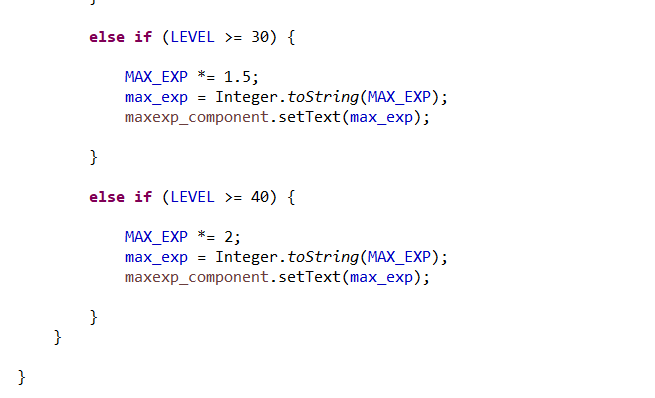 }
else if (LEVEL >= 30) {
MAX_EXP *= 1.5;
max_exp = Integer.toString(MAX_EXP);
maxexp_component.setText(max_exp);
}
else if (LEVEL >= 40) {
MAX_EXP *= 2;
max_exp = Integer.toString(MAX_EXP);
maxexp_component.setText(max_exp);
}
}
}